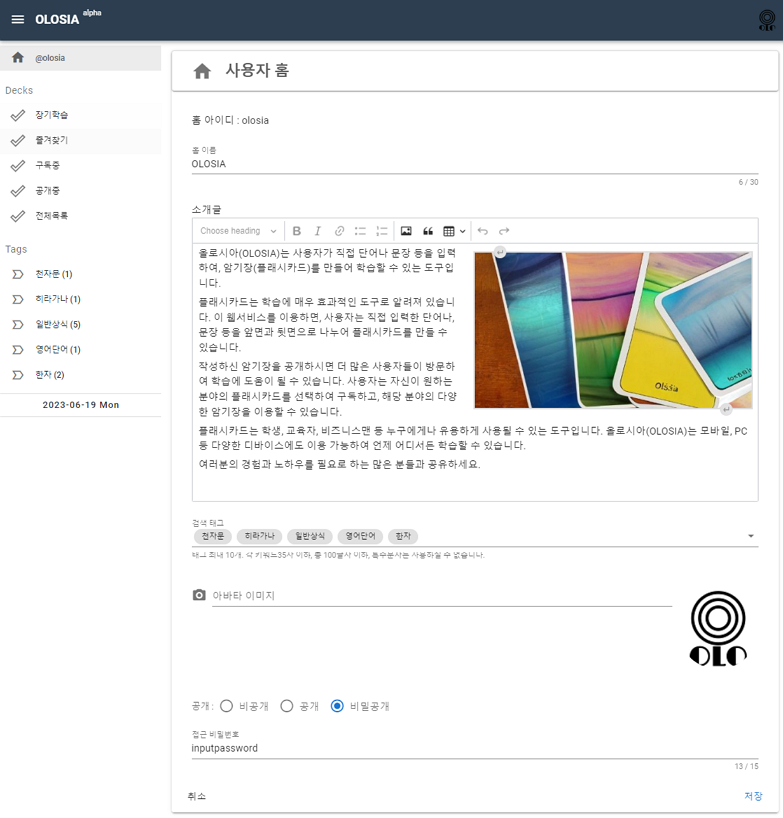 OLOSIA alpha
OLO
@olosia
Decks
장기학습
즐겨찾기
구독중
공개중
전체목록
Tags
천자문 (1)
히라가나 (1)
일반상식 (5)
영어단어 (1)
한자 (2)
2023-06-19 Mon
사용자 홈
홈 아이디 : olosia
홈 이름
OLOSIA
6 / 30
소개글
Choose heading
올로시아(OLOSIA)는 사용자가 직접 단어나 문장 등을 입력
하여, 암기장(플래시카드)를 만들어 학습할 수 있는 도구입
니다.
플래시카드는 학습에 매우 효과적인 도구로 알려져 있습니
다. 이 웹서비스를 이용하면, 사용자는 직접 입력한 단어나,
문장 등을 앞면과 뒷면으로 나누어 플래시카드를 만들 수
있습니다.
작성하신 암기장을 공개하시면 더 많은 사용자들이 방문하
여 학습에 도움이 될 수 있습니다. 사용자는 자신이 원하는
분야의 플래시카드를 선택하여 구독하고, 해당 분야의 다양
한 암기장을 이용할 수 있습니다.
Olosia
플래시카드는 학생, 교육자, 비즈니스맨 등 누구에게나 유용하게 사용될 수 있는 도구입니다. 올로시아(OLOSIA)는 모바일, PC
등 다양한 디바이스에도 이용 가능하여 언제 어디서든 학습할 수 있습니다.
여러분의 경험과 노하우를 필요로 하는 많은 분들과 공유하세요.
검색 태그
천자문 히라가나 일반상식 영어단어 한자
태그 최대 10개, 각 키워드35자 이하, 총 100글자 이하, 특수문자는 사용하실 수 없습니다.
아바타 이미지
OLO
공개 : 비공개 공개 비밀공개
접근 비밀번호
inputpassword
13 / 15
취소
저장